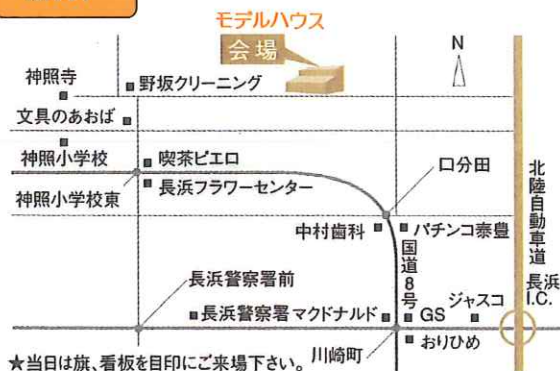 モデルハウス
会場
N
神照寺
野坂クリーニング
文具のあおば
神照小学校
喫茶ピエロ
長浜フラワーセンター
神照小学校東
口分田
中村歯科
パチンコ泰豊
国道8号
北陸自動車道
長浜I.C.
長浜警察署前
長浜警察署
マクドナルド
GS
ジャスコ
おりひめ
川崎町
★当日は旗、看板を目印にご来場下さい。